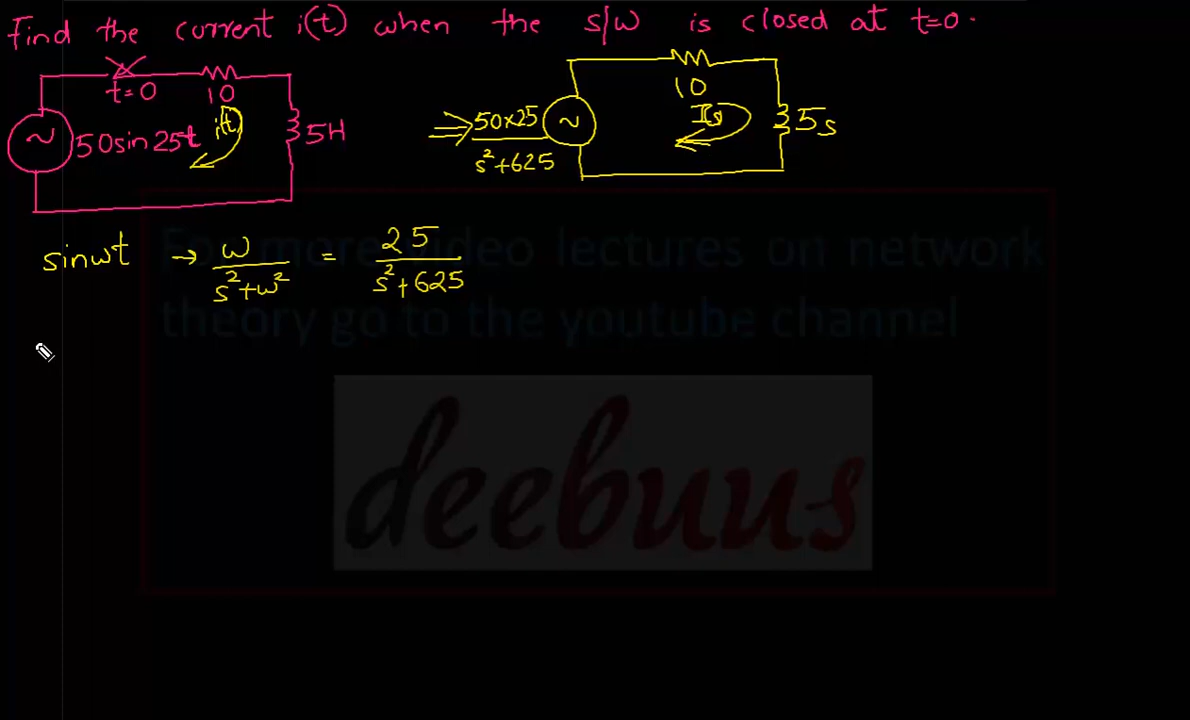 Find the current i(t) when the s/w is closed at t=0.
t=0
10
50sin25t
i(t)
5H
⇒ 50×25 / s²+625
10
I(s)
5s
sinωt → ω / s²+ω² = 25 / s²+625
For more video lectures on network
theory go to the youtube channel
deebuus